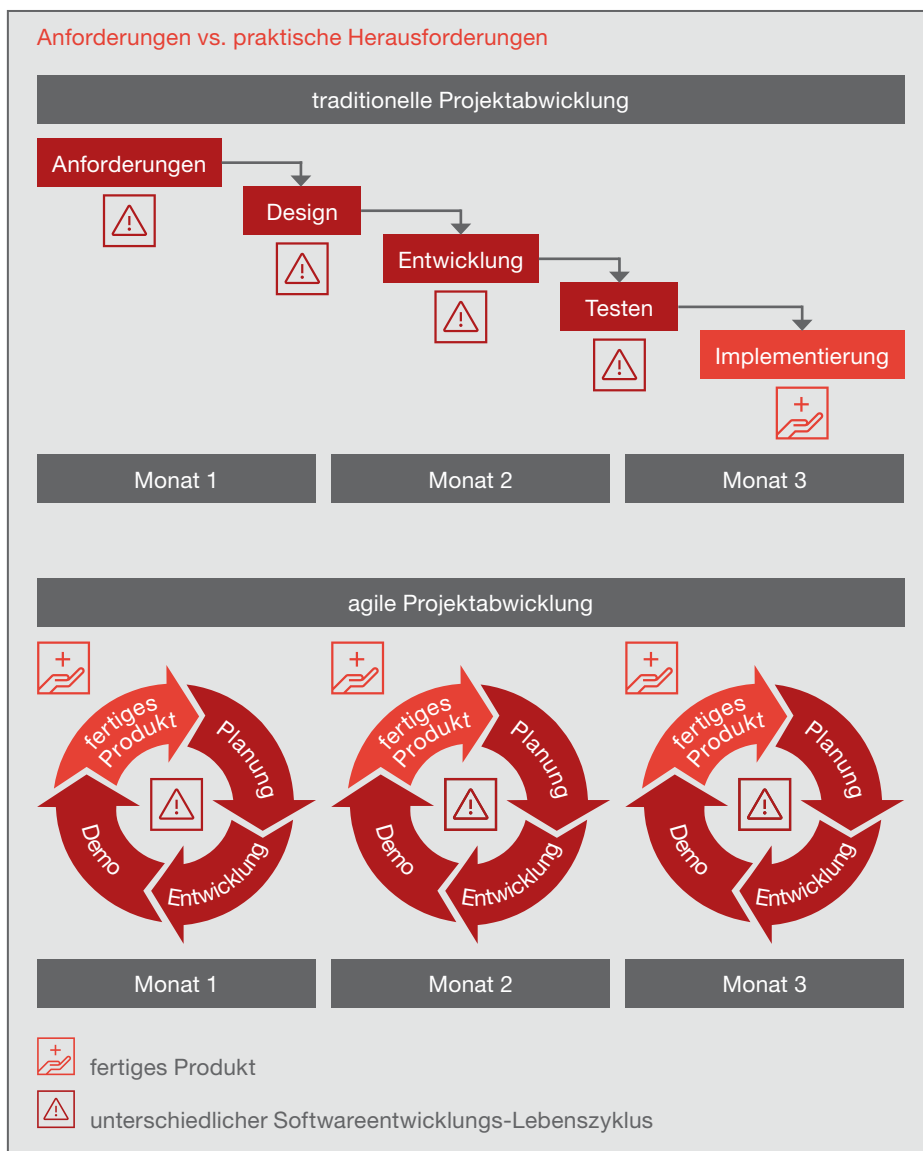 Anforderungen vs. praktische Herausforderungen
traditionelle Projektabwicklung
Anforderungen
Design
Entwicklung
Testen
Implementierung
Monat 1
Monat 2
Monat 3
agile Projektabwicklung
fertiges
Produkt
Planung
Entwicklung
Demo
fertiges
Produkt
Planung
Entwicklung
Demo
fertiges
Produkt
Planung
Entwicklung
Demo
Monat 1
Monat 2
Monat 3
fertiges Produkt
unterschiedlicher Softwareentwicklungs-Lebenszyklus